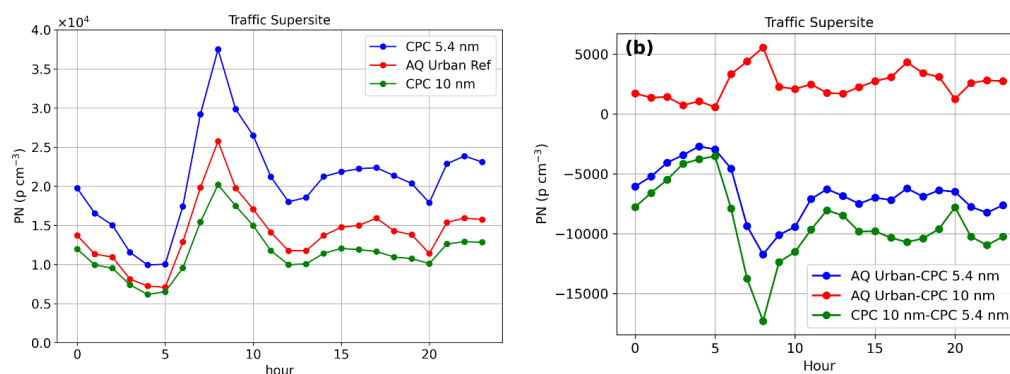 Traffic Supersite
×10⁴
4.0
3.5
3.0
2.5
2.0
1.5
1.0
0.5
0.0
PN (p cm⁻³)
0
5
10
15
20
hour
CPC 5.4 nm
AQ Urban Ref
CPC 10 nm
Traffic Supersite
(b)
5000
0
−5000
−10000
−15000
PN (p cm⁻³)
0
5
10
15
20
Hour
AQ Urban-CPC 5.4 nm
AQ Urban-CPC 10 nm
CPC 10 nm-CPC 5.4 nm